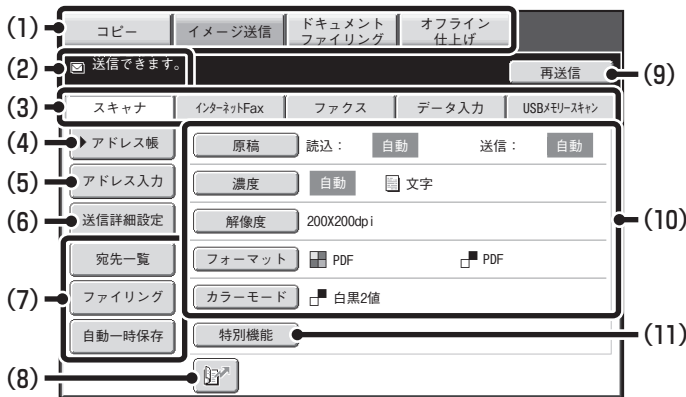 (1) コピー イメージ送信 ドキュメント ファイリング オフライン 仕上げ
(2) 送信できます。 再送信 (9)
(3) スキャナ インターネットFax ファクス データ入力 USBメモリースキャン
(4) アドレス帳 原稿 読込： 自動 送信： 自動
(5) アドレス入力 濃度 自動 文字
(6) 送信詳細設定 解像度 200X200dpi (10)
宛先一覧 フォーマット PDF PDF
(7) ファイリング カラーモード 白黒2値
自動一時保存 特別機能 (11)
(8)